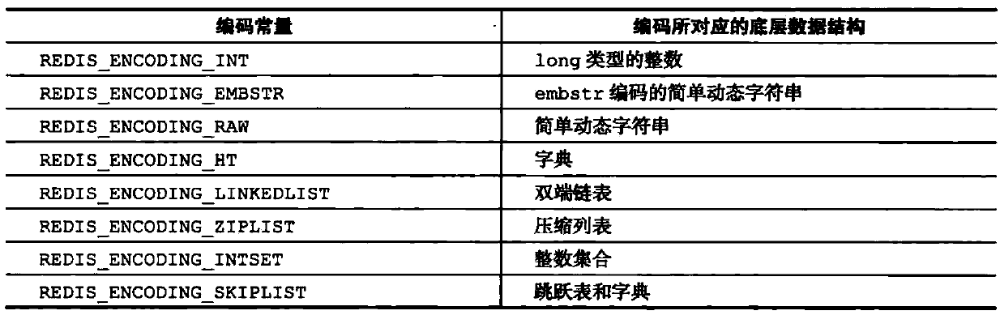 编码常量 编码所对应的底层数据结构
REDIS_ENCODING_INT long 类型的整数
REDIS_ENCODING_EMBSTR embstr 编码的简单动态字符串
REDIS_ENCODING_RAW 简单动态字符串
REDIS_ENCODING_HT 字典
REDIS_ENCODING_LINKEDLIST 双端链表
REDIS_ENCODING_ZIPLIST 压缩列表
REDIS_ENCODING_INTSET 整数集合
REDIS_ENCODING_SKIPLIST 跳跃表和字典